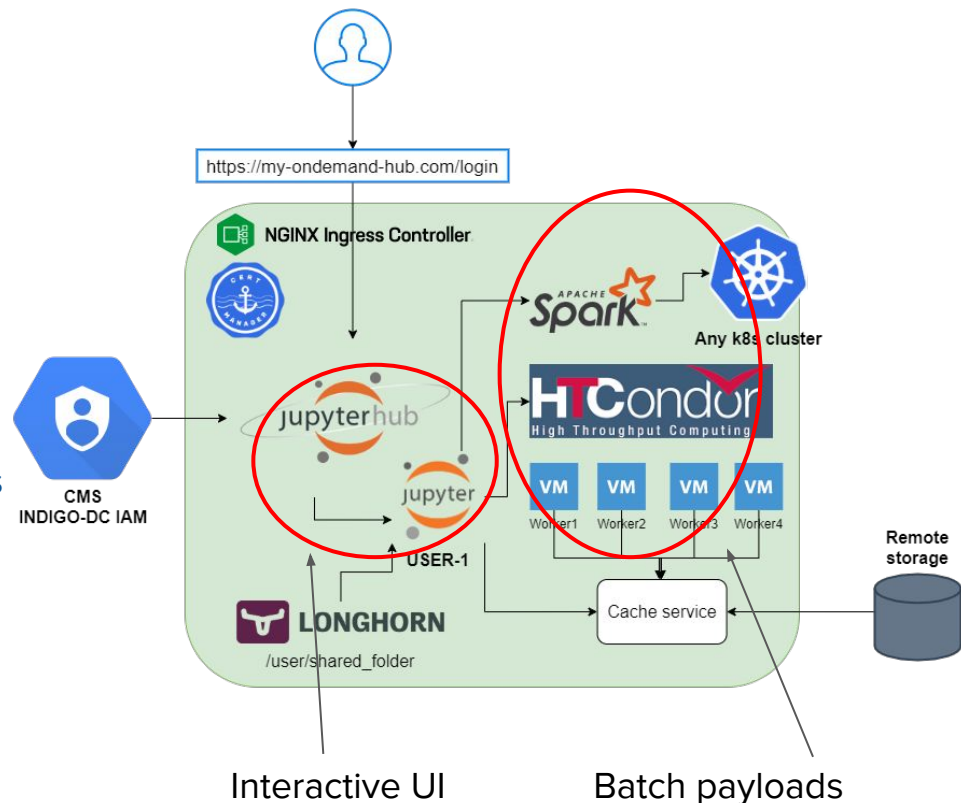 https://my-ondemand-hub.com/login
NGINX Ingress Controller
CERT
MANAGER
APACHE
Spark
TM
Any k8s cluster
jupyterhub
HTCondor
High Throughput Computing
s
CMS
INDIGO-DC IAM
jupyter
USER-1
VM
VM
VM
VM
Worker1
Worker2
Worker3
Worker4
Remote
storage
LONGHORN
/user/shared_folder
Cache service
Interactive UI
Batch payloads